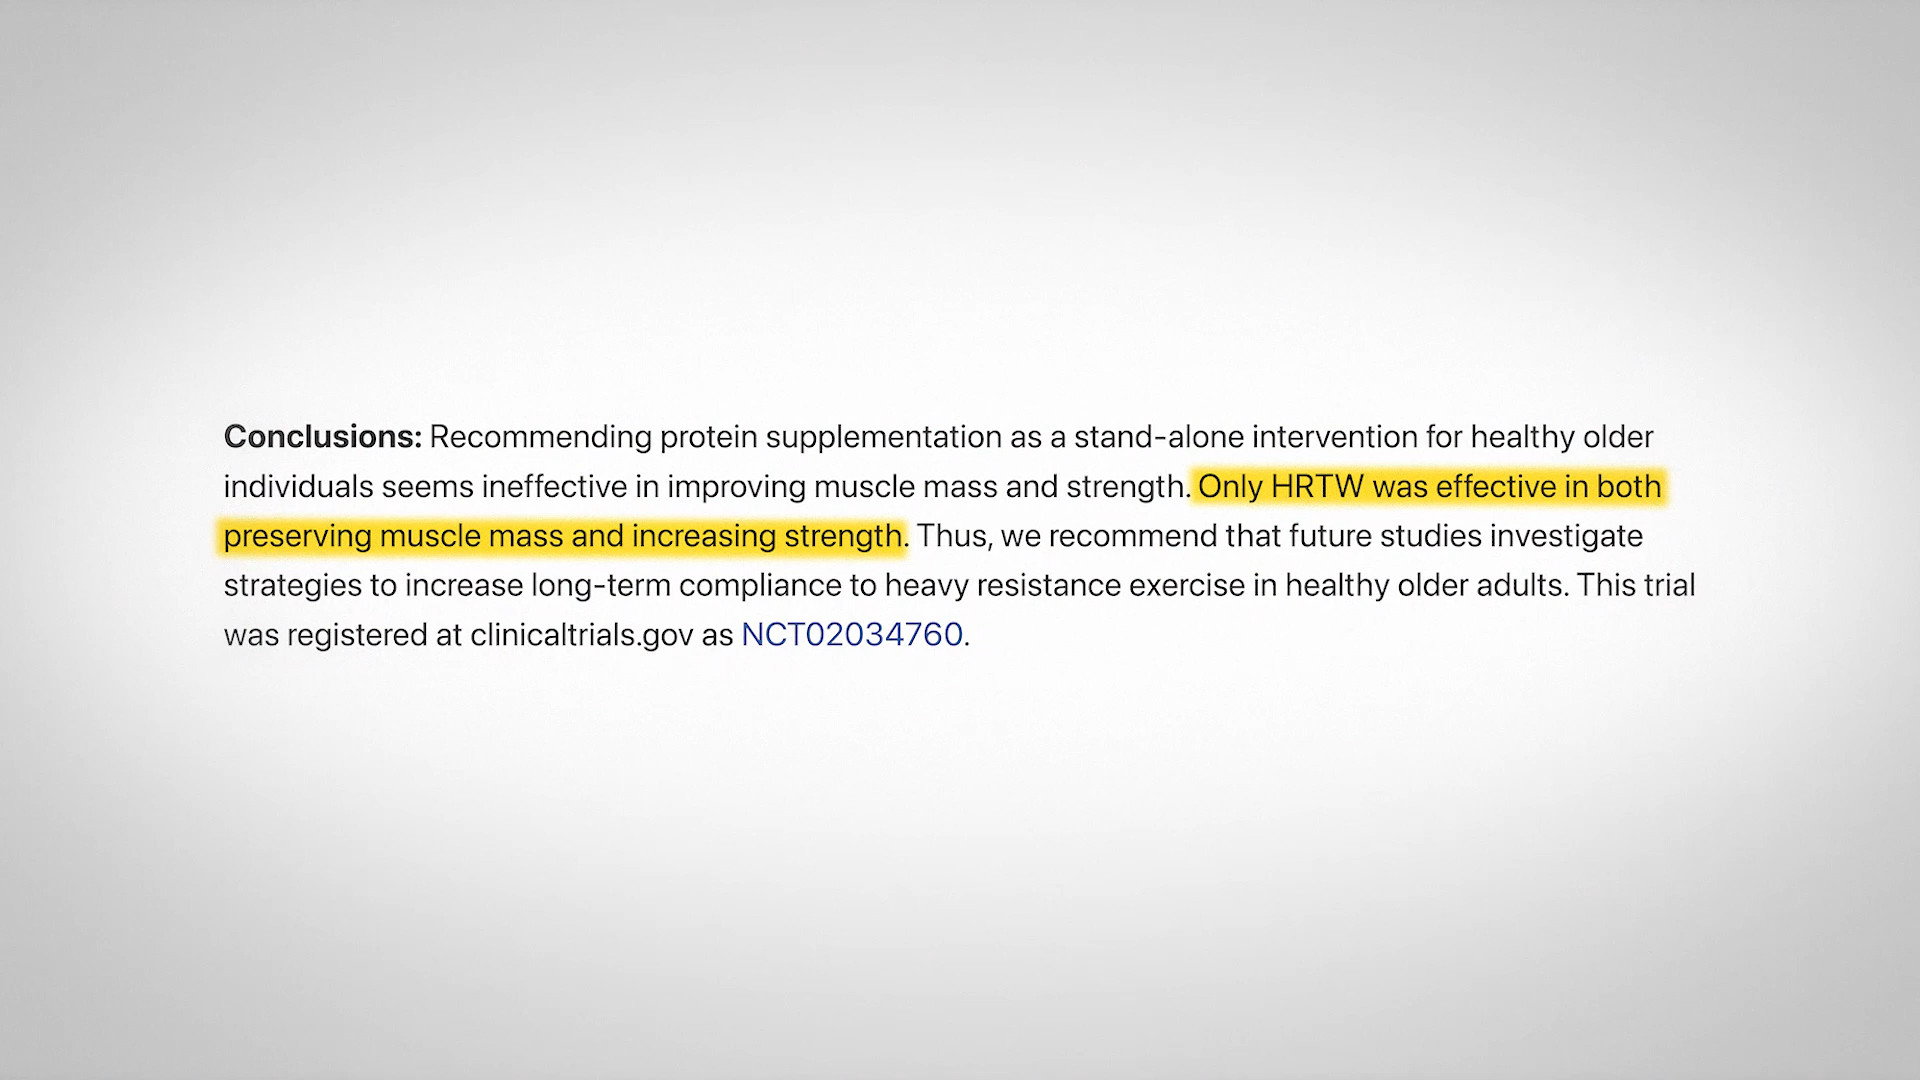 Conclusions: Recommending protein supplementation as a stand-alone intervention for healthy older
individuals seems ineffective in improving muscle mass and strength. Only HRTW was effective in both
preserving muscle mass and increasing strength. Thus, we recommend that future studies investigate
strategies to increase long-term compliance to heavy resistance exercise in healthy older adults. This trial
was registered at clinicaltrials.gov as NCT02034760.